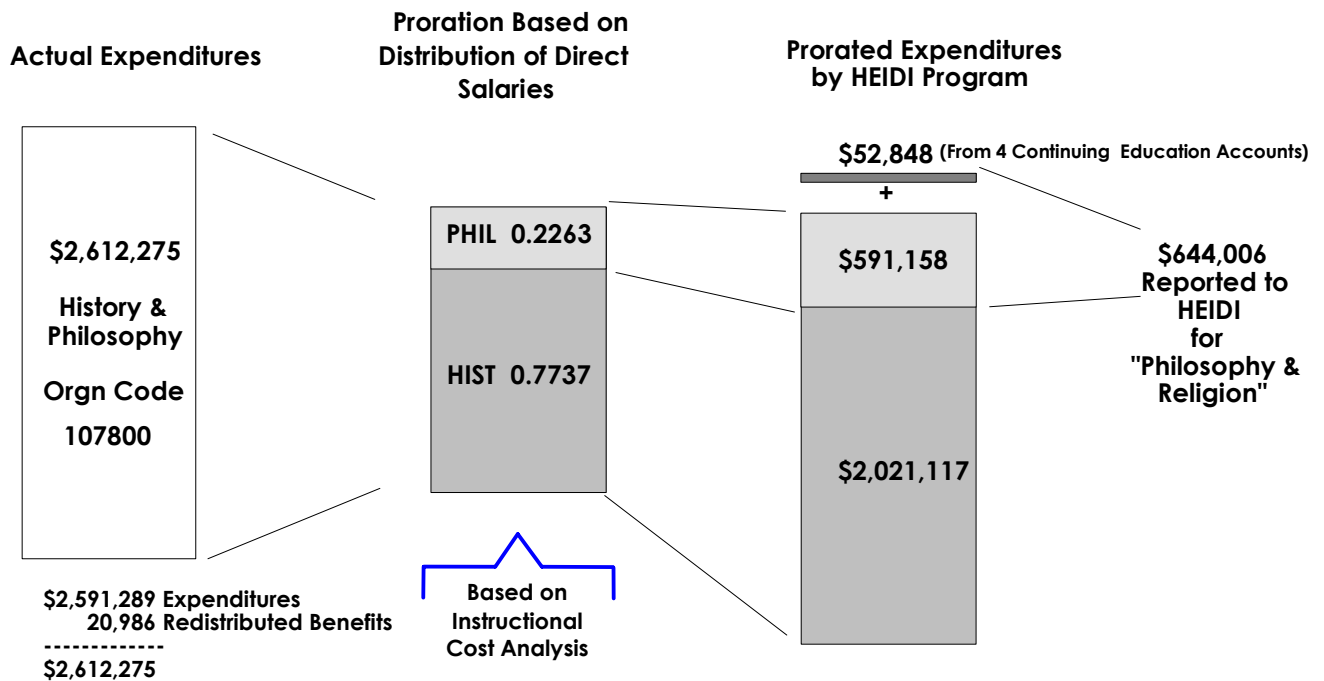 Actual Expenditures
$2,612,275
History &
Philosophy
Orgn Code
107800
$2,591,289 Expenditures
20,986 Redistributed Benefits
-------------
$2,612,275
Proration Based on
Distribution of Direct
Salaries
PHIL 0.2263
HIST 0.7737
Based on
Instructional
Cost Analysis
Prorated Expenditures
by HEIDI Program
$52,848 (From 4 Continuing Education Accounts)
+
$591,158
$2,021,117
$644,006
Reported to
HEIDI
for
"Philosophy &
Religion"